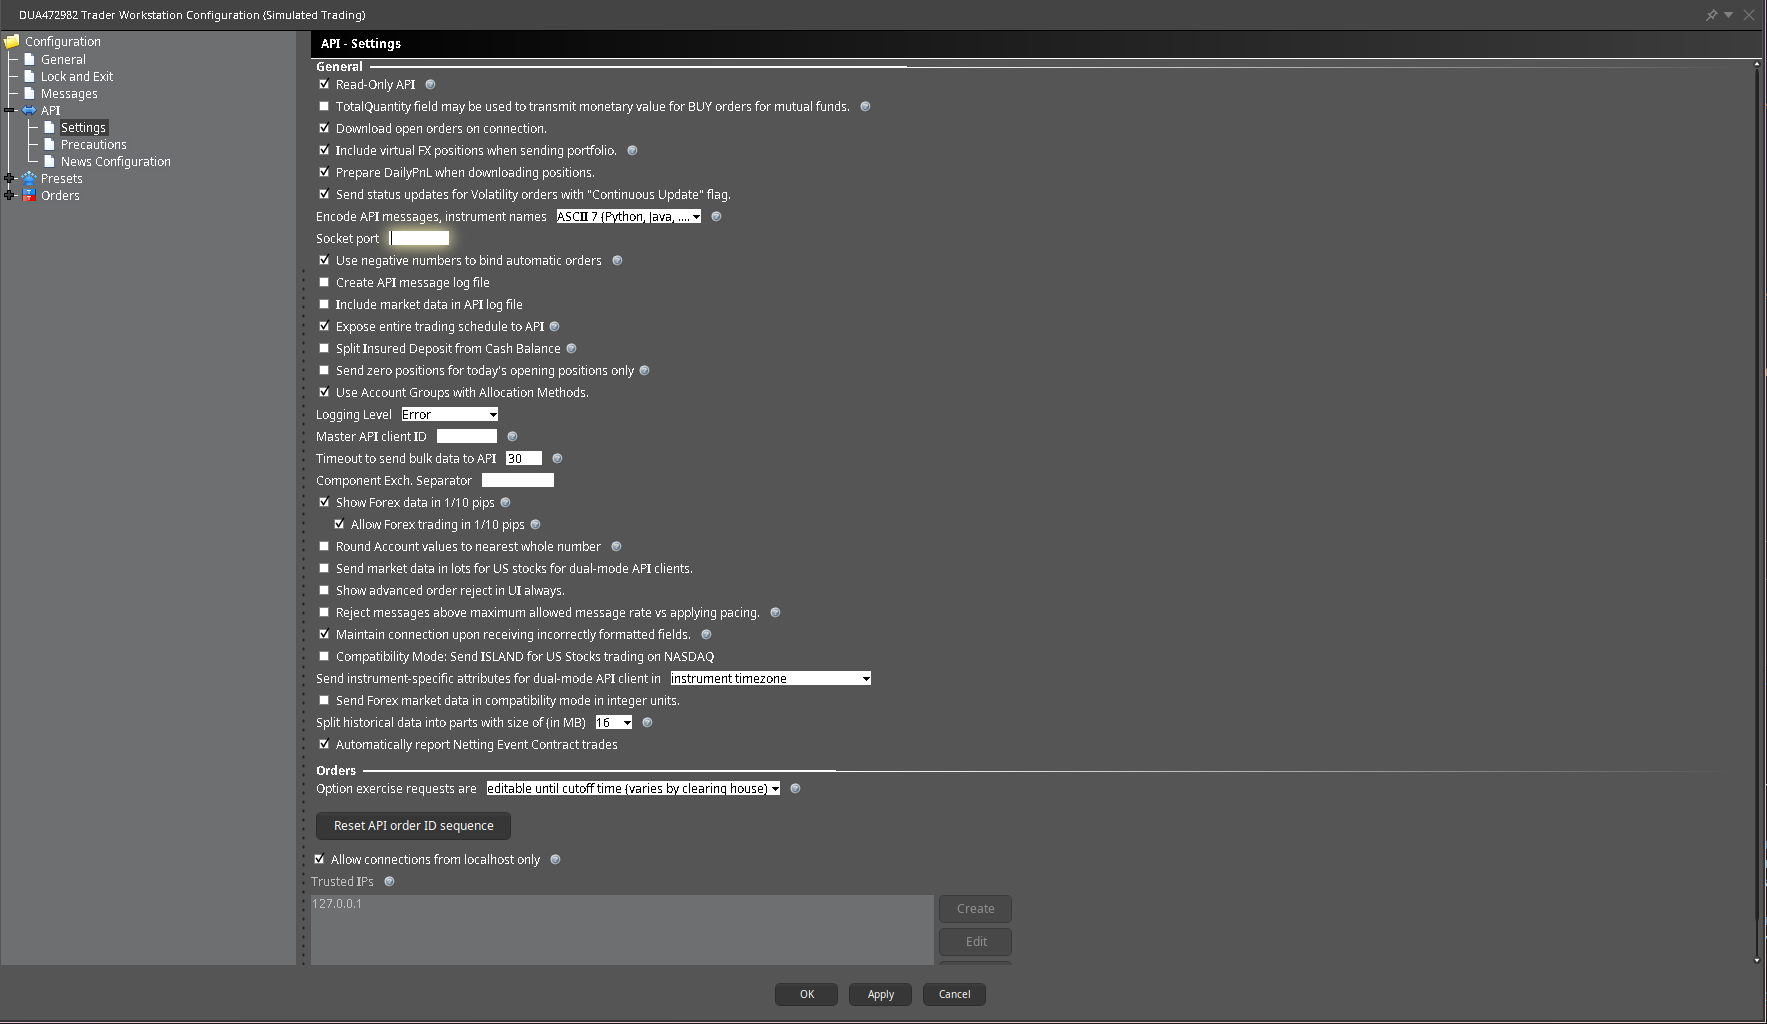 DUA472982 Trader Workstation Configuration (Simulated Trading)
Configuration
General
Lock and Exit
Messages
API
Settings
Precautions
News Configuration
Presets
Orders
API - Settings
General
Read-Only API
TotalQuantity field may be used to transmit monetary value for BUY orders for mutual funds.
Download open orders on connection.
Include virtual FX positions when sending portfolio.
Prepare DailyPnL when downloading positions.
Send status updates for Volatility orders with "Continuous Update" flag.
Encode API messages, instrument names ASCII 7 (Python, Java, ....
Socket port
Use negative numbers to bind automatic orders
Create API message log file
Include market data in API log file
Expose entire trading schedule to API
Split Insured Deposit from Cash Balance
Send zero positions for today's opening positions only
Use Account Groups with Allocation Methods.
Logging Level Error
Master API client ID
Timeout to send bulk data to API 30
Component Exch. Separator
Show Forex data in 1/10 pips
Allow Forex trading in 1/10 pips
Round Account values to nearest whole number
Send market data in lots for US stocks for dual-mode API clients.
Show advanced order reject in UI always.
Reject messages above maximum allowed message rate vs applying pacing.
Maintain connection upon receiving incorrectly formatted fields.
Compatibility Mode: Send ISLAND for US Stocks trading on NASDAQ
Send instrument-specific attributes for dual-mode API client in instrument timezone
Send Forex market data in compatibility mode in integer units.
Split historical data into parts with size of (in MB) 16
Automatically report Netting Event Contract trades
Orders
Option exercise requests are editable until cutoff time (varies by clearing house)
Reset API order ID sequence
Allow connections from localhost only
Trusted IPs
127.0.0.1
Create
Edit
OK Apply Cancel